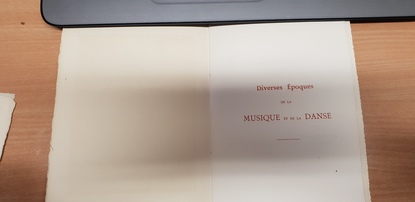 Diverses Époques
DE LA
MUSIQUE ET DE LA DANSE